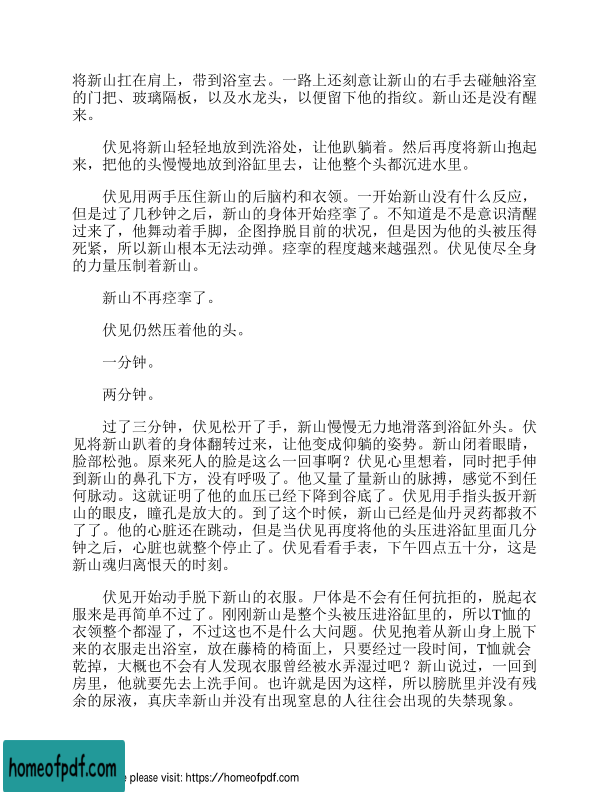 将新山扛在肩上，带到浴室去。一路上还刻意让新山的右手去碰触浴室
的门把、玻璃隔板，以及水龙头，以便留下他的指纹。新山还是没有醒
来。
伏见将新山轻轻地放到洗浴处，让他趴躺着。然后再度将新山抱起
来，把他的头慢慢地放到浴缸里去，让他整个头都沉进水里。
伏见用两手压住新山的后脑杓和衣领。一开始新山没有什么反应，
但是过了几秒钟之后，新山的身体开始痉挛了。不知道是不是意识清醒
过来了，他舞动着手脚，企图挣脱目前的状况，但是因为他的头被压得
死紧，所以新山根本无法动弹。痉挛的程度越来越强烈。伏见使尽全身
的力量压制着新山。
新山不再痉挛了。
伏见仍然压着他的头。
一分钟。
两分钟。
过了三分钟，伏见松开了手，新山慢慢无力地滑落到浴缸外头。伏
见将新山趴着的身体翻转过来，让他变成仰躺的姿势。新山闭着眼睛，
脸部松弛。原来死人的脸是这么一回事啊？伏见心里想着，同时把手伸
到新山的鼻孔下方，没有呼吸了。他又量了量新山的脉搏，感觉不到任
何脉动。这就证明了他的血压已经下降到谷底了。伏见用手指头扳开新
山的眼皮，瞳孔是放大的。到了这个时候，新山已经是仙丹灵药都救不
了了。他的心脏还在跳动，但是当伏见再度将他的头压进浴缸里面几分
钟之后，心脏也就整个停止了。伏见看看手表，下午四点五十分，这是
新山魂归离恨天的时刻。
伏见开始动手脱下新山的衣服。尸体是不会有任何抗拒的，脱起衣
服来是再简单不过了。刚刚新山是整个头被压进浴缸里的，所以T恤的
衣领整个都湿了，不过这也不是什么大问题。伏见抱着从新山身上脱下
来的衣服走出浴室，放在藤椅的椅面上，只要经过一段时间，T恤就会
乾掉，大概也不会有人发现衣服曾经被水弄湿过吧？新山说过，一回到
房里，他就要先去上洗手间。也许就是因为这样，所以膀胱里并没有残
余的尿液，真庆幸新山并没有出现窒息的人往往会出现的失禁现象。
homeofpdf.com
e please visit: https://homeofpdf.com